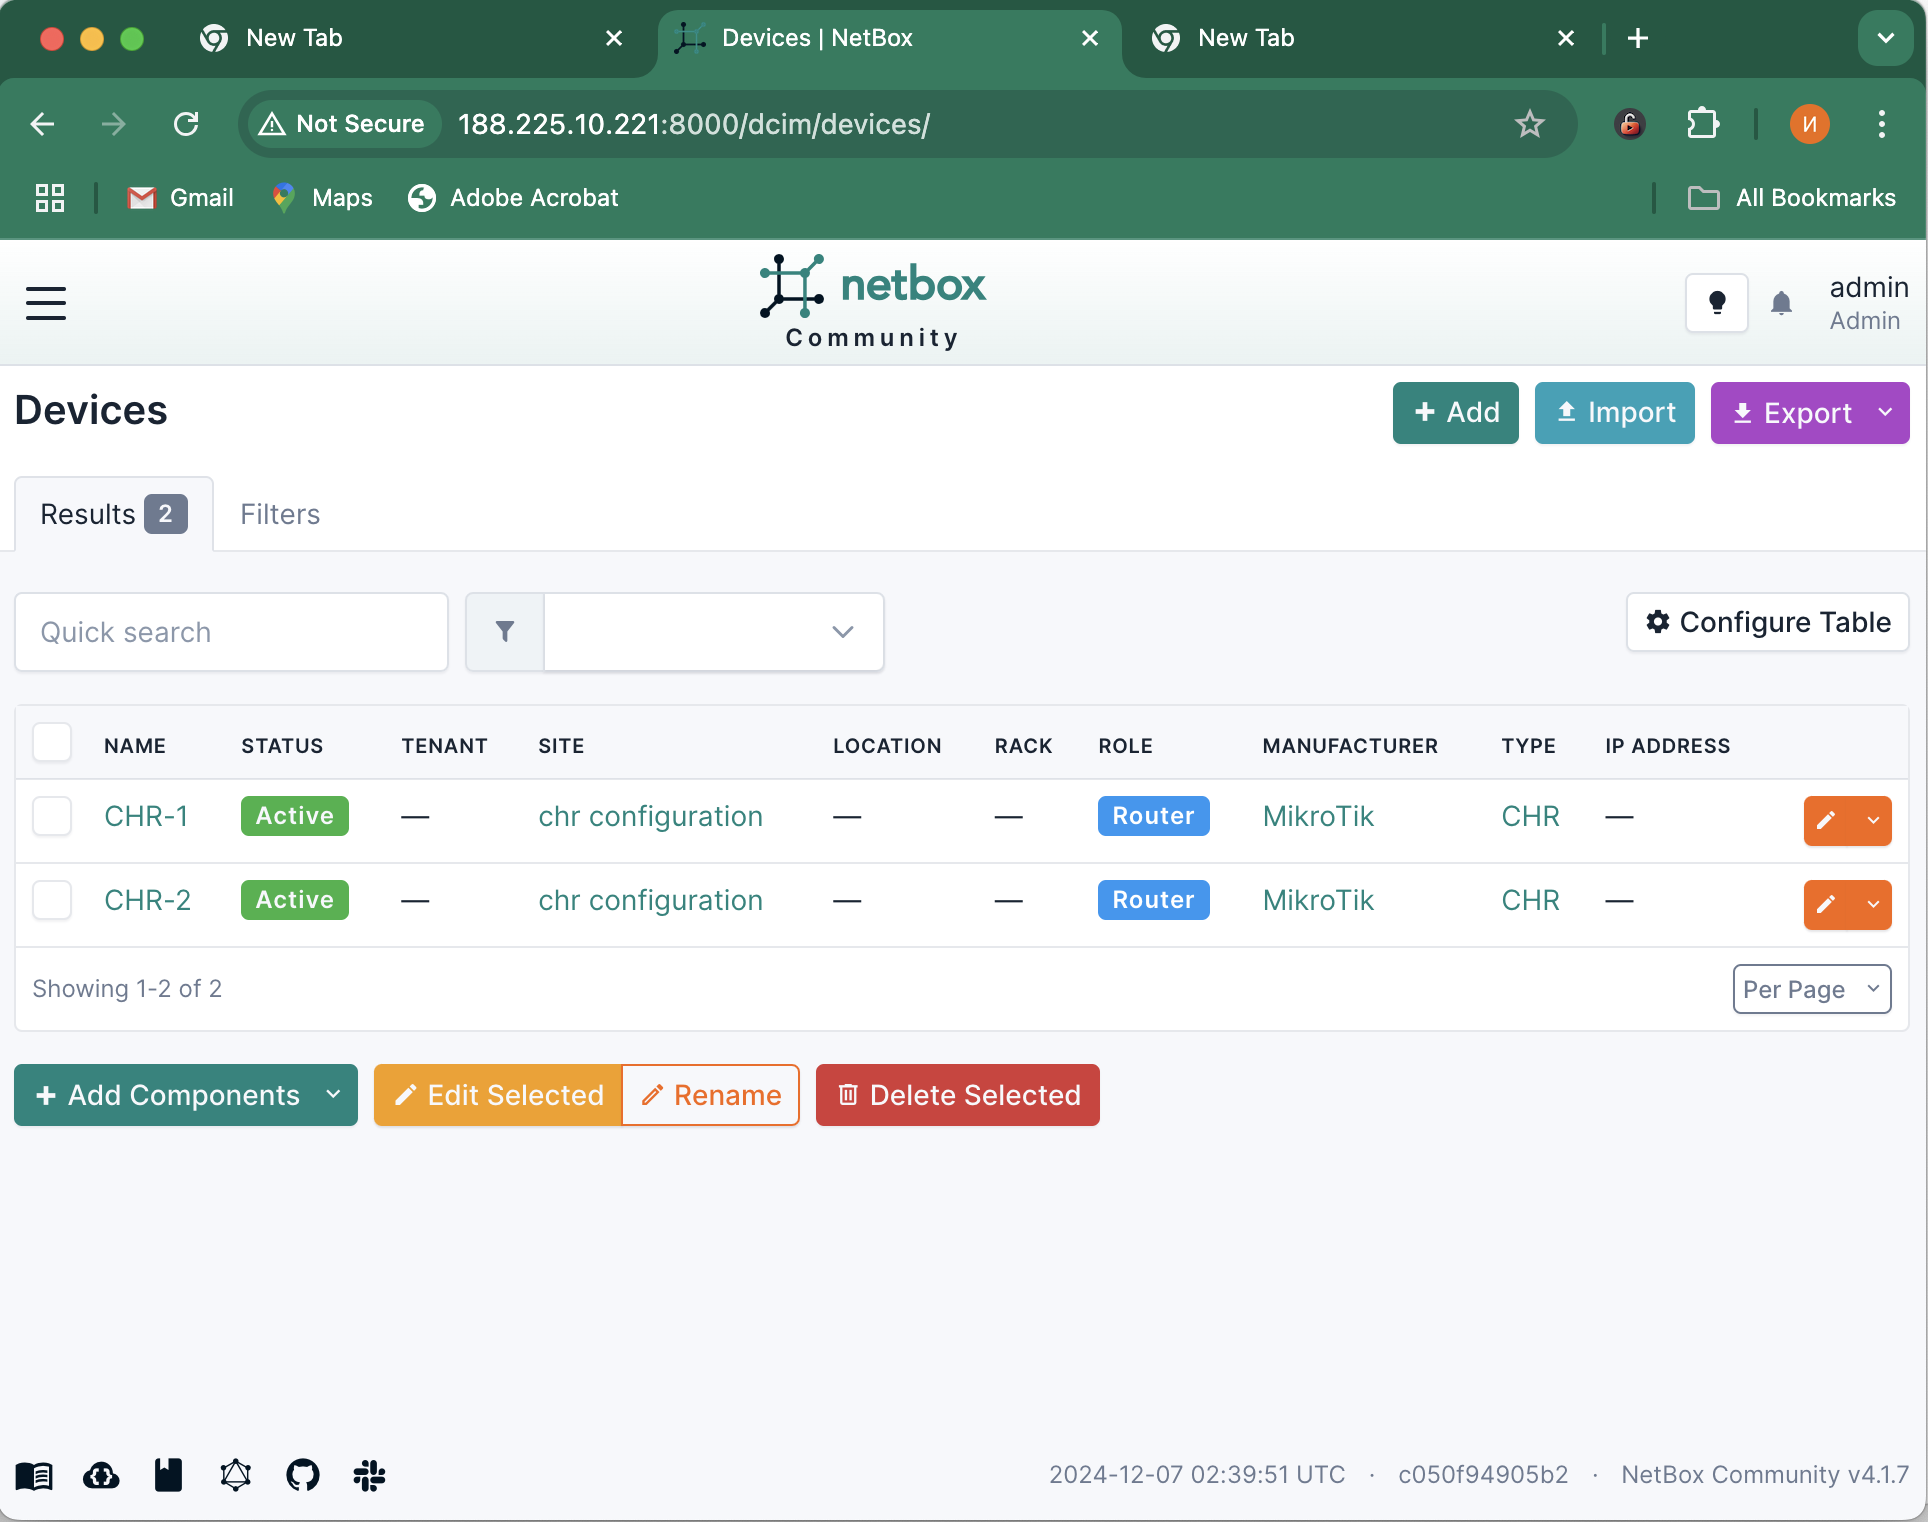 New Tab
Devices | NetBox
New Tab
Not Secure
188.225.10.221:8000/dcim/devices/
И
Gmail
Maps
Adobe Acrobat
All Bookmarks
netbox
Community
admin
Admin
Devices
Add
Import
Export
Results 2
Filters
Quick search
Configure Table
NAME STATUS TENANT SITE LOCATION RACK ROLE MANUFACTURER TYPE IP ADDRESS
CHR-1 Active — chr configuration — — Router MikroTik CHR —
CHR-2 Active — chr configuration — — Router MikroTik CHR —
Showing 1-2 of 2
Per Page
Add Components
Edit Selected
Rename
Delete Selected
2024-12-07 02:39:51 UTC · c050f94905b2 · NetBox Community v4.1.7